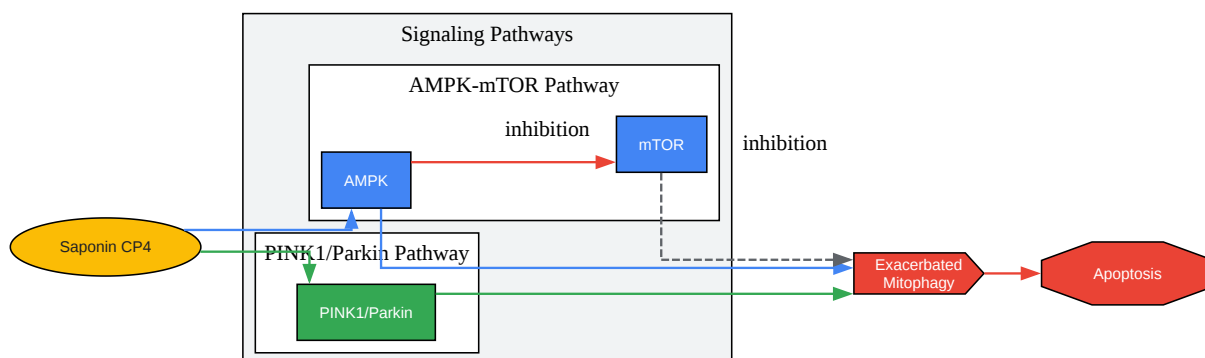 Signaling Pathways
AMPK-mTOR Pathway
inhibition
mTOR
inhibition
AMPK
Saponin CP4
PINK1/Parkin Pathway
PINK1/Parkin
Exacerbated
Mitophagy
Apoptosis